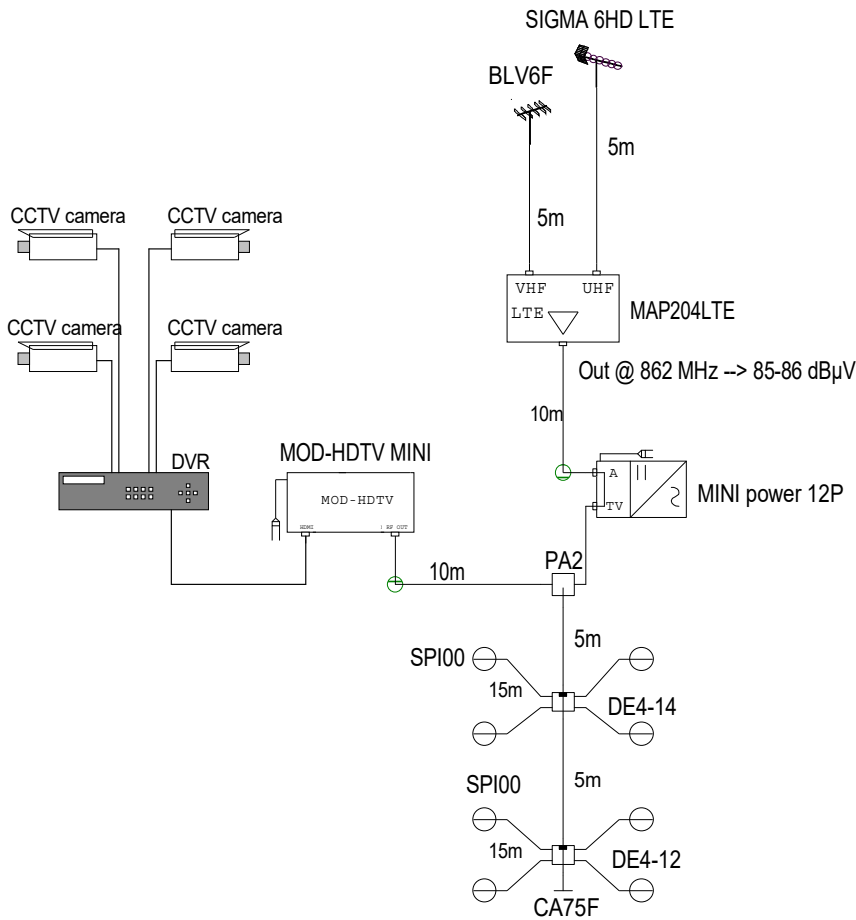 SIGMA 6HD LTE
BLV6F
5m
5m
CCTV camera
CCTV camera
VHF UHF
LTE
MAP204LTE
CCTV camera
CCTV camera
Out @ 862 MHz --> 85-86 dBµV
10m
DVR
MOD-HDTV MINI
MOD-HDTV
HDMI
RF OUT
A
TV
MINI power 12P
PA2
10m
5m
SPI00
15m
DE4-14
5m
SPI00
15m
DE4-12
CA75F